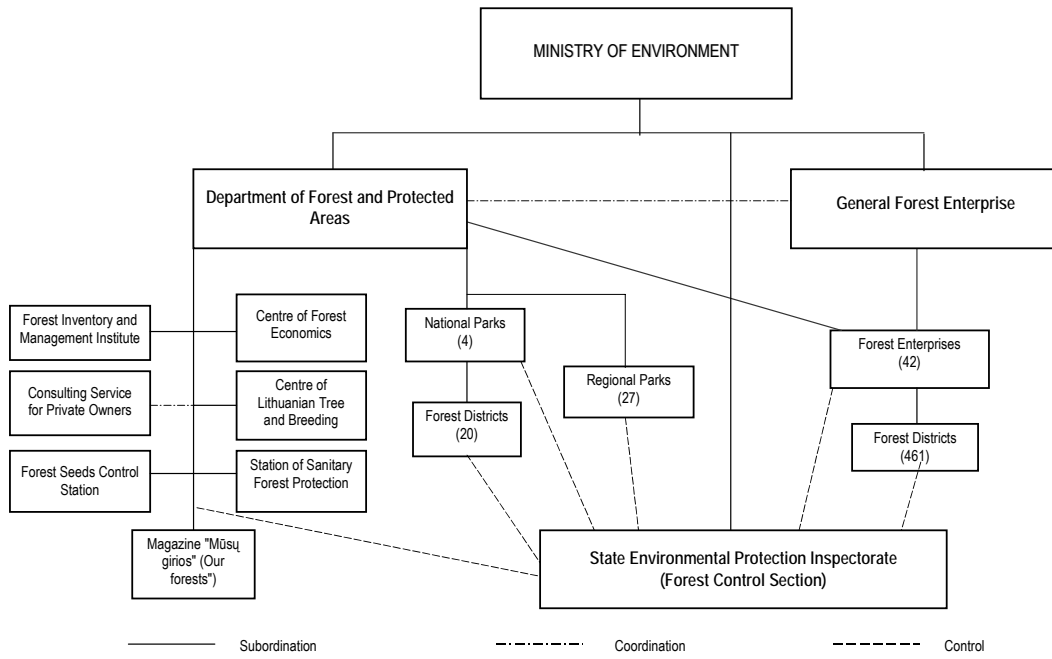 MINISTRY OF ENVIRONMENT
Department of Forest and Protected
Areas
General Forest Enterprise
Forest Inventory and
Management Institute
Centre of Forest
Economics
National Parks
(4)
Forest Enterprises
(42)
Consulting Service
for Private Owners
Centre of
Lithuanian Tree
and Breeding
Regional Parks
(27)
Forest Districts
(20)
Forest Districts
(461)
Forest Seeds Control
Station
Station of Sanitary
Forest Protection
Magazine "Mūsų
girios" (Our
forests")
State Environmental Protection Inspectorate
(Forest Control Section)
Subordination
Coordination
Control